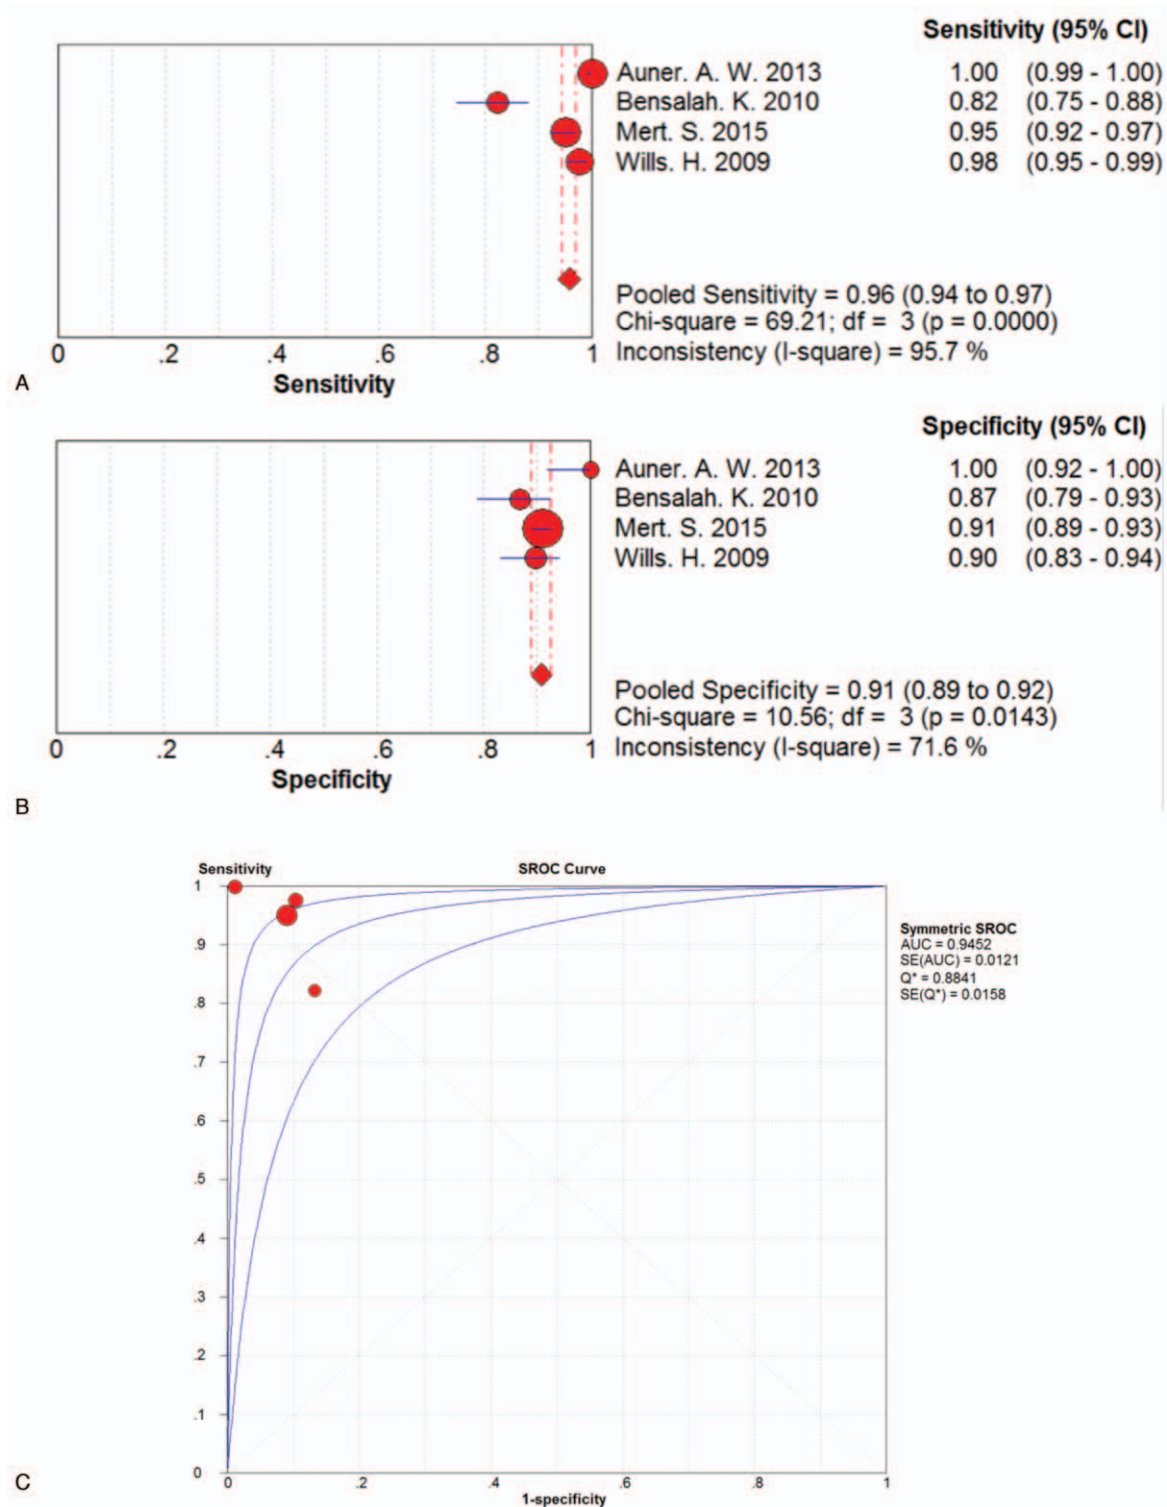 Sensitivity (95% CI)
Auner. A. W. 2013 1.00 (0.99 - 1.00)
Bensalah. K. 2010 0.82 (0.75 - 0.88)
Mert. S. 2015 0.95 (0.92 - 0.97)
Wills. H. 2009 0.98 (0.95 - 0.99)
Pooled Sensitivity = 0.96 (0.94 to 0.97)
Chi-square = 69.21; df = 3 (p = 0.0000)
Inconsistency (I-square) = 95.7 %
0 .2 .4 .6 .8 1
Sensitivity
A
Specificity (95% CI)
Auner. A. W. 2013 1.00 (0.92 - 1.00)
Bensalah. K. 2010 0.87 (0.79 - 0.93)
Mert. S. 2015 0.91 (0.89 - 0.93)
Wills. H. 2009 0.90 (0.83 - 0.94)
Pooled Specificity = 0.91 (0.89 to 0.92)
Chi-square = 10.56; df = 3 (p = 0.0143)
Inconsistency (I-square) = 71.6 %
0 .2 .4 .6 .8 1
Specificity
B
Sensitivity SROC Curve
1
.9
.8
.7
.6
.5
.4
.3
.2
.1
0
Symmetric SROC
AUC = 0.9452
SE(AUC) = 0.0121
Q* = 0.8841
SE(Q*) = 0.0158
0 .2 .4 .6 .8 1
1-specificity
C